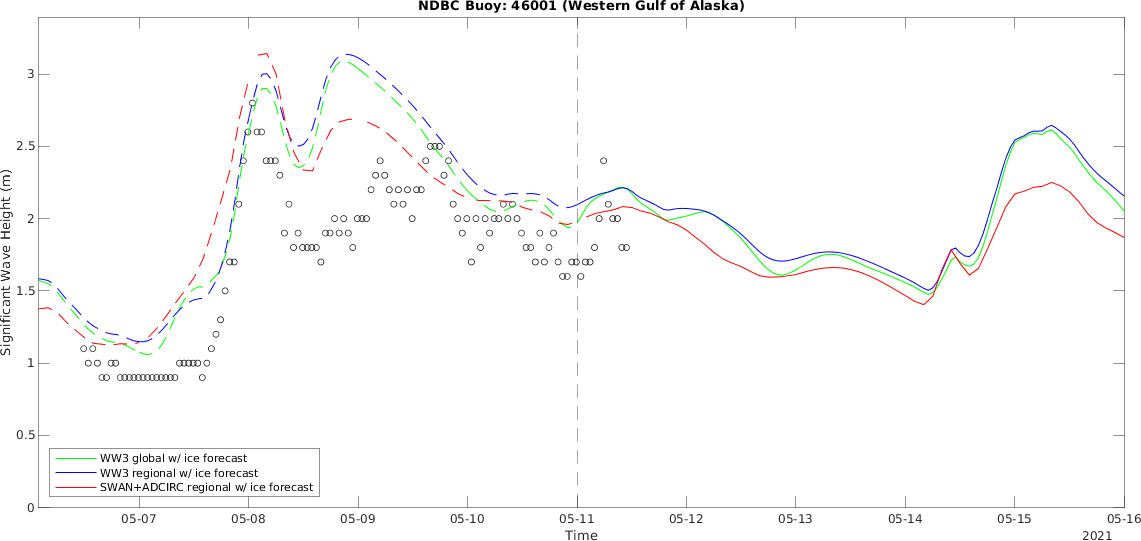 NDBC Buoy: 46001 (Western Gulf of Alaska)
Significant Wave Height (m)
3
2.5
2
1.5
1
0.5
0
WW3 global w/ ice forecast
WW3 regional w/ ice forecast
SWAN+ADCIRC regional w/ ice forecast
05-07 05-08 05-09 05-10 05-11 05-12 05-13 05-14 05-15 05-16
Time
2021